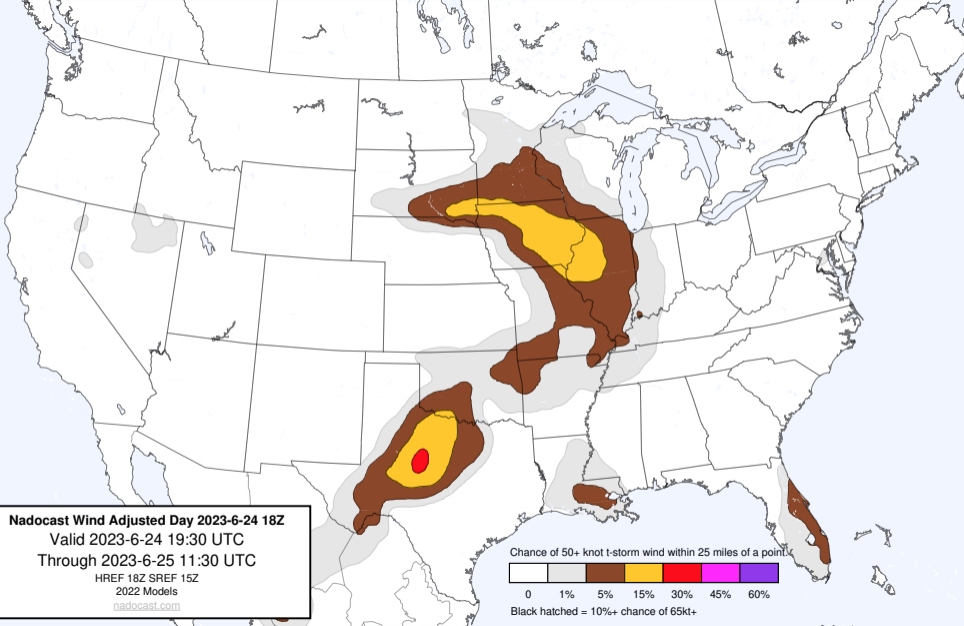 Nadocast Wind Adjusted Day 2023-6-24 18Z
Valid 2023-6-24 19:30 UTC
Through 2023-6-25 11:30 UTC
HREF 18Z SREF 15Z
2022 Models
nadocast.com
Chance of 50+ knot t-storm wind within 25 miles of a point.
0 1% 5% 15% 30% 45% 60%
Black hatched = 10%+ chance of 65kt+